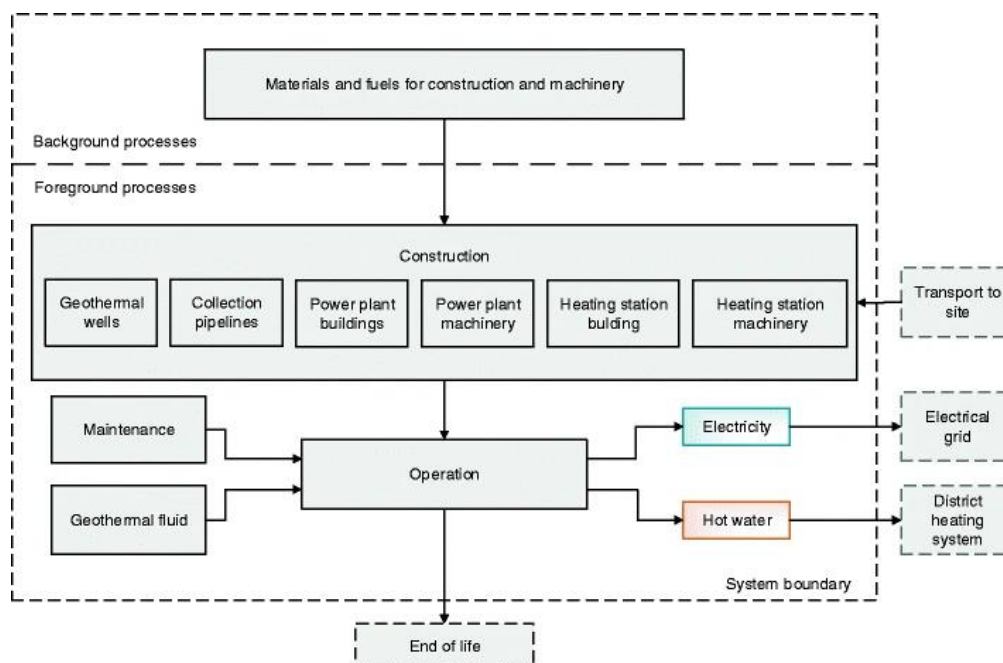 Materials and fuels for construction and machinery
Background processes
Foreground processes
Construction
Geothermal
wells
Collection
pipelines
Power plant
buildings
Power plant
machinery
Heating station
bulding
Heating station
machinery
Transport to
site
Maintenance
Geothermal fluid
Operation
Electricity
Hot water
Electrical
grid
District
heating
system
System boundary
End of life